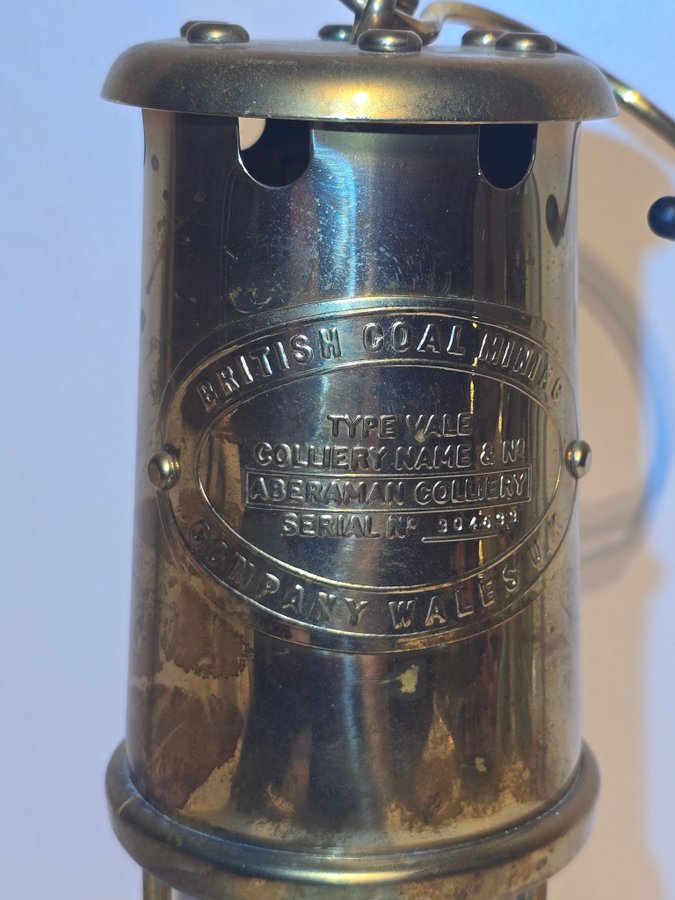 BRITISH COAL MINING
TYPE VALE
COLLIERY NAME & Nº
ABERAMAN COLLIERY
SERIAL Nº
COMPANY WALES U.K